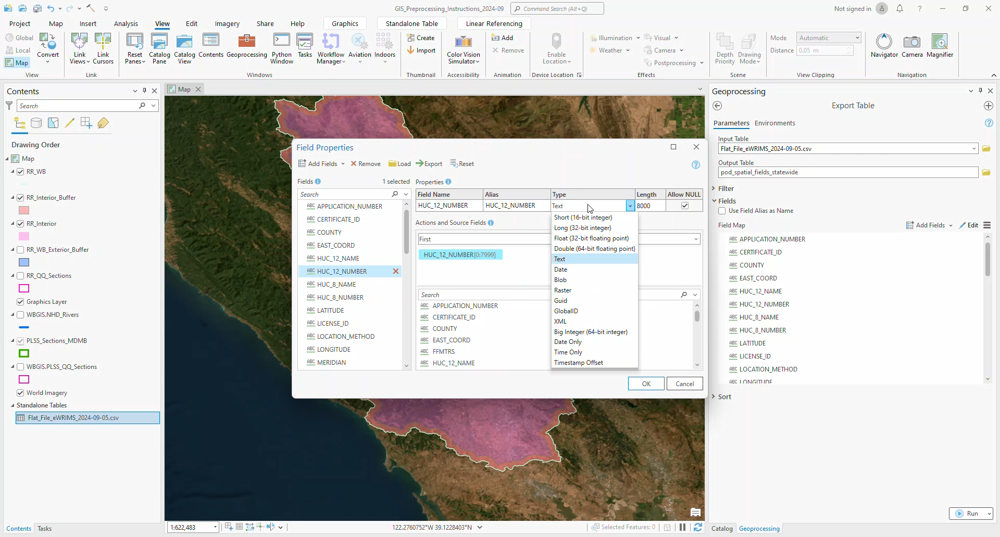 GIS_Preprocessing_Instructions_2024-09
Command Search (Alt+Q)
Not signed in
Project Map Insert Analysis View Edit Imagery Share Help Graphics Standalone Table Linear Referencing
Global
Local
Map
Convert
Link Views
Link Cursors
Reset Panes
Catalog Pane
Catalog View
Contents
Geoprocessing
Python Window
Tasks
Workflow Manager
Aviation
Indoors
Create
Import
Color Vision Simulator
Add
Remove
Enable Location
Illumination
Weather
Visual
Camera
Postprocessing
Depth Priority
Drawing Mode
Mode Automatic
Distance 0.05 m
Navigator
Camera
Magnifier
View Link Windows Thumbnail Accessibility Animation Device Location Effects Scene View Clipping Navigation
Contents
Search
Drawing Order
Map
RR_WB
RR_Interior_Buffer
RR_Interior
RR_WB_Exterior_Buffer
RR_QQ_Sections
Graphics Layer
WBGIS.NHD_Rivers
PLSS_Sections_MDMB
WBGIS.PLSS_QQ_Sections
World Imagery
Standalone Tables
Flat_File_eWRIMS_2024-09-05.csv
Contents Tasks
Map
Field Properties
Add Fields Remove Load Export Reset
Fields 1 selected
Search
APPLICATION_NUMBER
CERTIFICATE_ID
COUNTY
EAST_COORD
HUC_12_NAME
HUC_12_NUMBER
HUC_8_NAME
HUC_8_NUMBER
LATITUDE
LICENSE_ID
LOCATION_METHOD
LONGITUDE
MERIDIAN
Properties
Field Name Alias Type Length Allow NULL
HUC_12_NUMBER HUC_12_NUMBER Text 8000
Actions and Source Fields
First
HUC_12_NUMBER[0:7999]
Search
APPLICATION_NUMBER
CERTIFICATE_ID
COUNTY
EAST_COORD
FFMTRS
HUC_12_NAME
Short (16-bit integer)
Long (32-bit integer)
Float (32-bit floating point)
Double (64-bit floating point)
Text
Date
Blob
Raster
Guid
GlobalID
XML
Big Integer (64-bit integer)
Date Only
Time Only
Timestamp Offset
OK Cancel
1:622,483
122.2760752°W 39.1228403°N
Selected Features: 0
Geoprocessing
Export Table
Parameters Environments
Input Table
Flat_File_eWRIMS_2024-09-05.csv
Output Table
pod_spatial_fields_statewide
Filter
Fields
Use Field Alias as Name
Field Map Add Fields Edit
APPLICATION_NUMBER
CERTIFICATE_ID
COUNTY
EAST_COORD
HUC_12_NAME
HUC_12_NUMBER
HUC_8_NAME
HUC_8_NUMBER
LATITUDE
LICENSE_ID
LOCATION_METHOD
LONGITUDE
Sort
Run
Catalog Geoprocessing